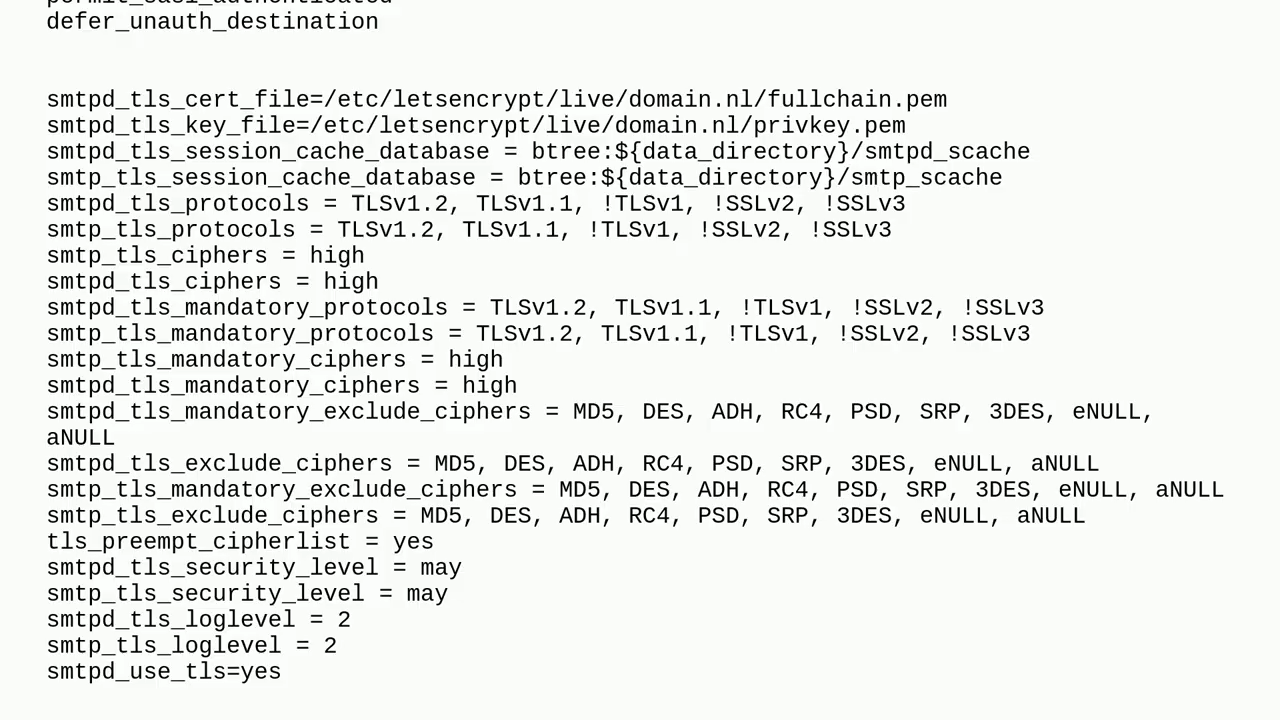 permit_sasl_authenticated
defer_unauth_destination
smtpd_tls_cert_file=/etc/letsencrypt/live/domain.nl/fullchain.pem
smtpd_tls_key_file=/etc/letsencrypt/live/domain.nl/privkey.pem
smtpd_tls_session_cache_database = btree:${data_directory}/smtpd_scache
smtp_tls_session_cache_database = btree:${data_directory}/smtp_scache
smtpd_tls_protocols = TLSv1.2, TLSv1.1, !TLSv1, !SSLv2, !SSLv3
smtp_tls_protocols = TLSv1.2, TLSv1.1, !TLSv1, !SSLv2, !SSLv3
smtp_tls_ciphers = high
smtpd_tls_ciphers = high
smtpd_tls_mandatory_protocols = TLSv1.2, TLSv1.1, !TLSv1, !SSLv2, !SSLv3
smtp_tls_mandatory_protocols = TLSv1.2, TLSv1.1, !TLSv1, !SSLv2, !SSLv3
smtp_tls_mandatory_ciphers = high
smtpd_tls_mandatory_ciphers = high
smtpd_tls_mandatory_exclude_ciphers = MD5, DES, ADH, RC4, PSD, SRP, 3DES, eNULL,
aNULL
smtpd_tls_exclude_ciphers = MD5, DES, ADH, RC4, PSD, SRP, 3DES, eNULL, aNULL
smtp_tls_mandatory_exclude_ciphers = MD5, DES, ADH, RC4, PSD, SRP, 3DES, eNULL, aNULL
smtp_tls_exclude_ciphers = MD5, DES, ADH, RC4, PSD, SRP, 3DES, eNULL, aNULL
tls_preempt_cipherlist = yes
smtpd_tls_security_level = may
smtp_tls_security_level = may
smtpd_tls_loglevel = 2
smtp_tls_loglevel = 2
smtpd_use_tls=yes